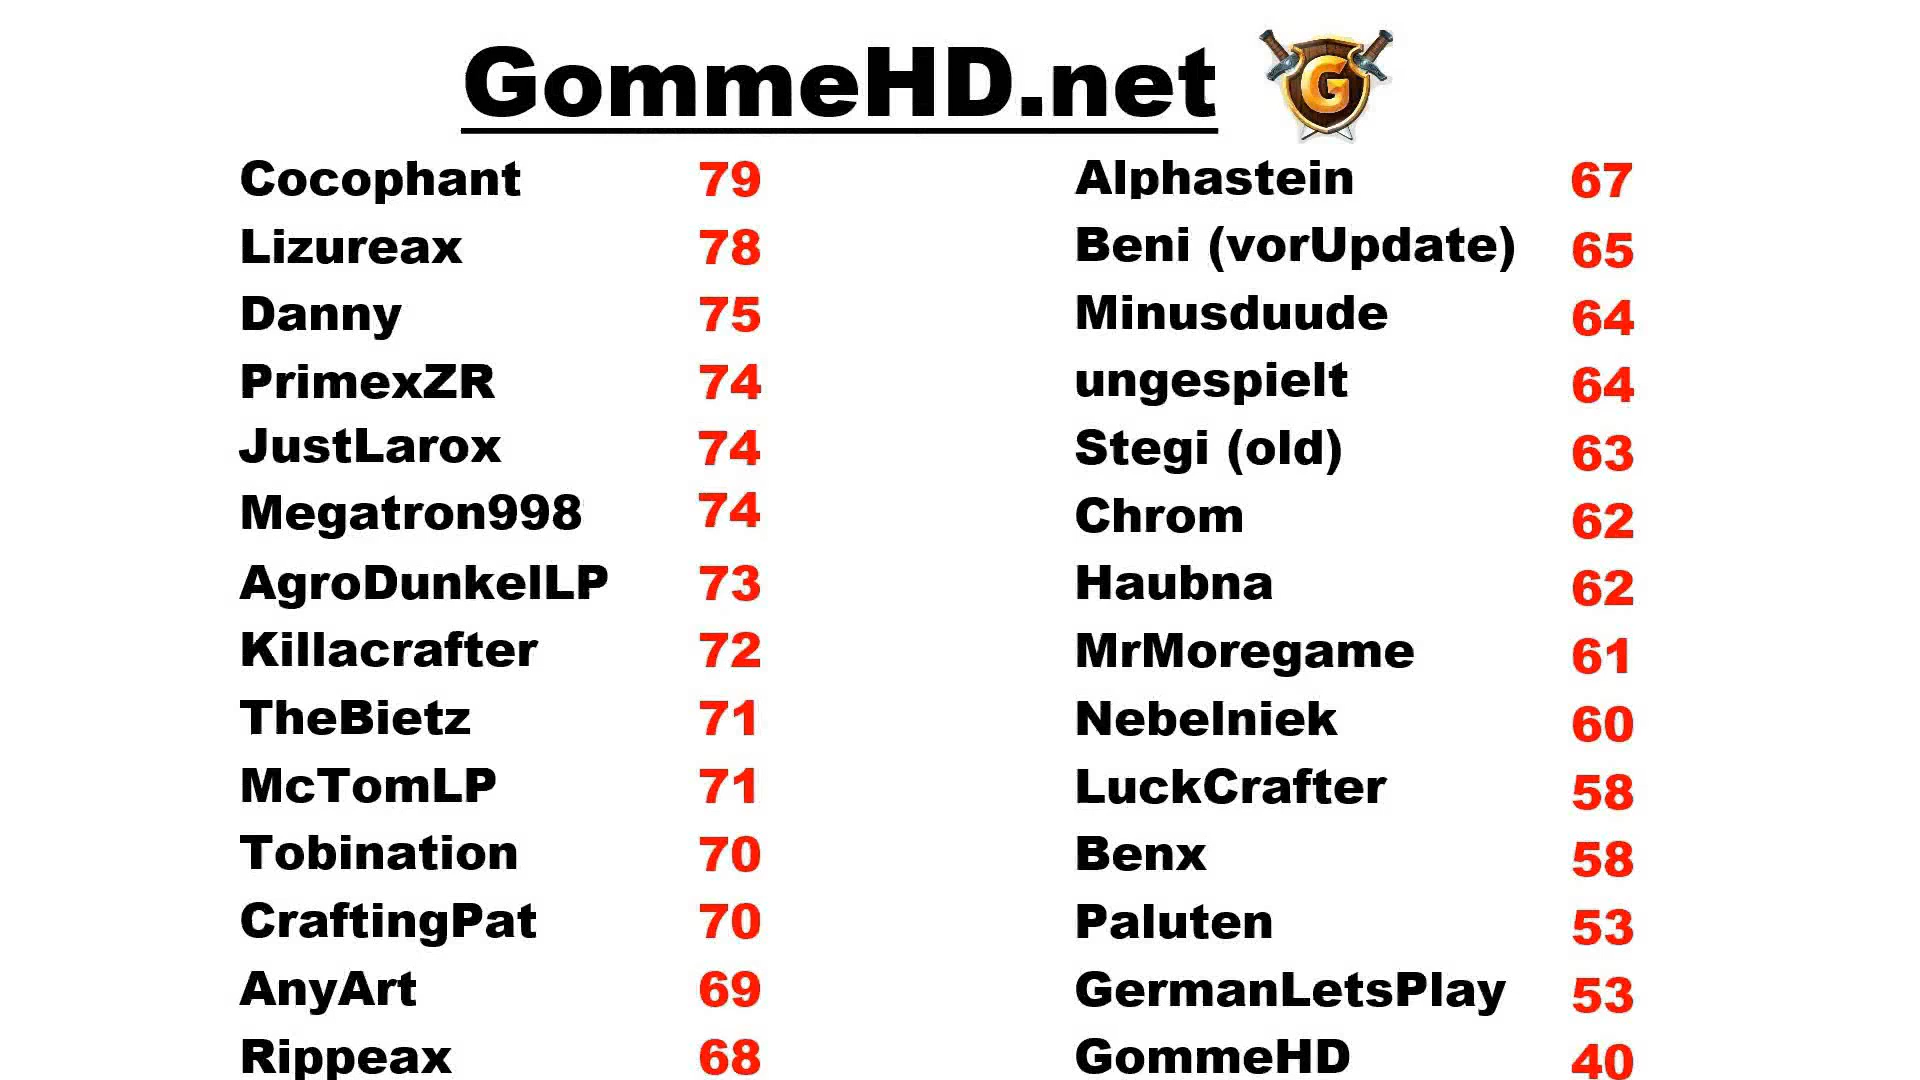 GommeHD.net G
Cocophant 79
Lizureax 78
Danny 75
PrimexZR 74
JustLarox 74
Megatron998 74
AgroDunkelLP 73
Killacrafter 72
TheBietz 71
McTomLP 71
Tobination 70
CraftingPat 70
AnyArt 69
Rippeax 68
Alphastein 67
Beni (vorUpdate) 65
Minusduude 64
ungespielt 64
Stegi (old) 63
Chrom 62
Haubna 62
MrMoregame 61
Nebelniek 60
LuckCrafter 58
Benx 58
Paluten 53
GermanLetsPlay 53
GommeHD 40